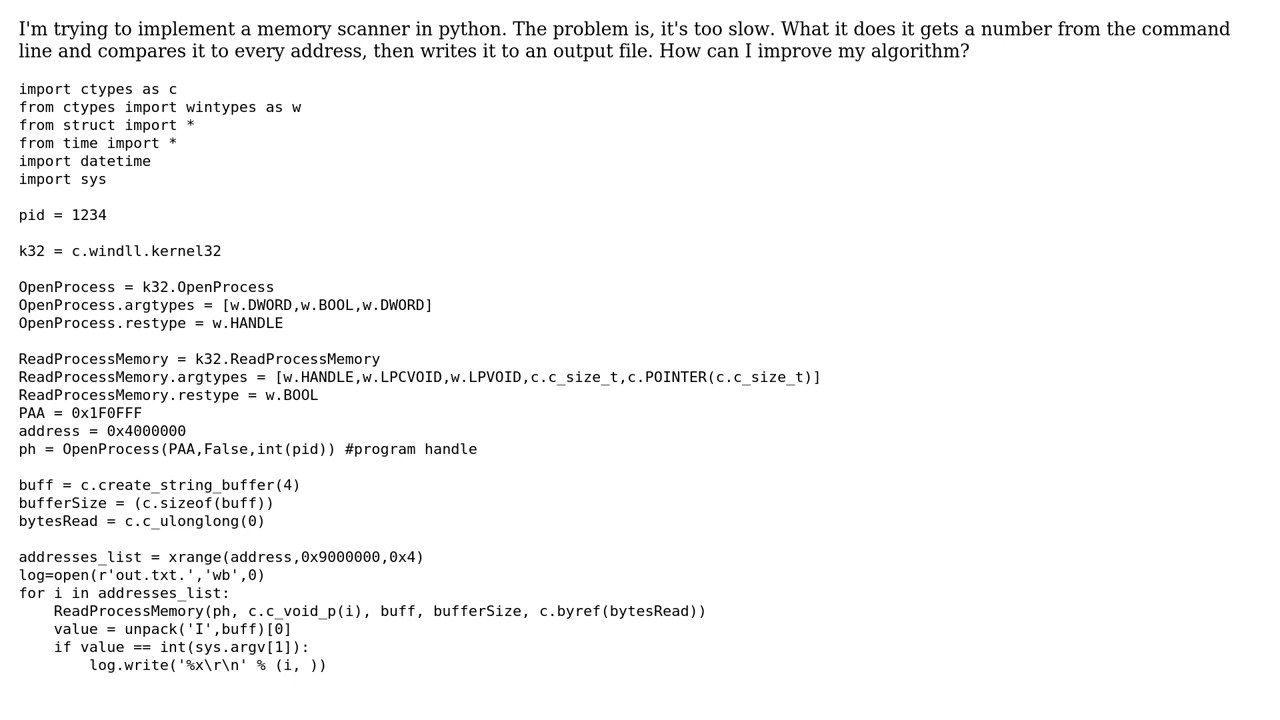 I'm trying to implement a memory scanner in python. The problem is, it's too slow. What it does it gets a number from the command
line and compares it to every address, then writes it to an output file. How can I improve my algorithm?
import ctypes as c
from ctypes import wintypes as w
from struct import *
from time import *
import datetime
import sys
pid = 1234
k32 = c.windll.kernel32
OpenProcess = k32.OpenProcess
OpenProcess.argtypes = [w.DWORD,w.BOOL,w.DWORD]
OpenProcess.restype = w.HANDLE
ReadProcessMemory = k32.ReadProcessMemory
ReadProcessMemory.argtypes = [w.HANDLE,w.LPCVOID,w.LPVOID,c.c_size_t,c.POINTER(c.c_size_t)]
ReadProcessMemory.restype = w.BOOL
PAA = 0x1F0FFF
address = 0x4000000
ph = OpenProcess(PAA,False,int(pid)) #program handle
buff = c.create_string_buffer(4)
bufferSize = (c.sizeof(buff))
bytesRead = c.c_ulonglong(0)
addresses_list = xrange(address,0x9000000,0x4)
log=open(r'out.txt.','wb',0)
for i in addresses_list:
    ReadProcessMemory(ph, c.c_void_p(i), buff, bufferSize, c.byref(bytesRead))
    value = unpack('I',buff)[0]
    if value == int(sys.argv[1]):
        log.write('%x\r\n' % (i, ))